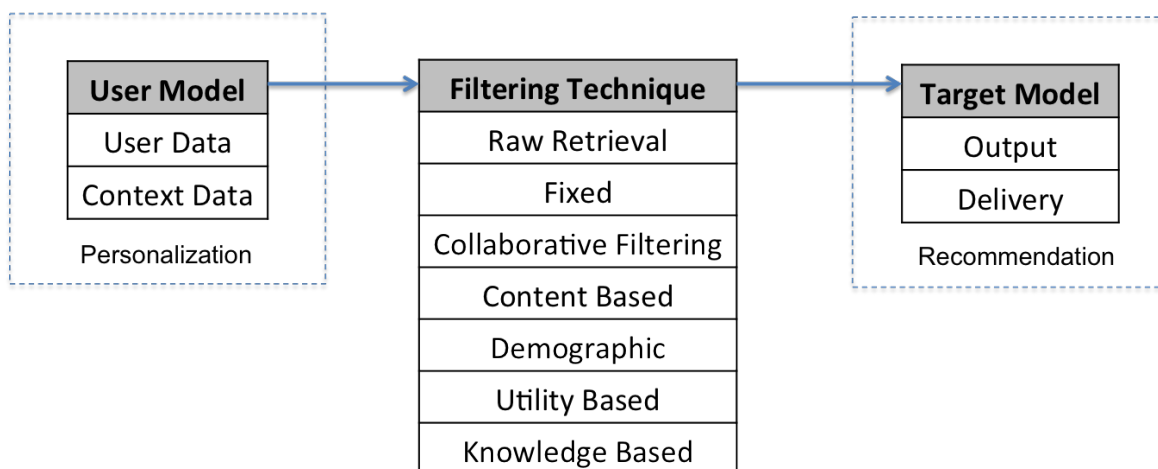 User Model
User Data
Context Data
Personalization
Filtering Technique
Raw Retrieval
Fixed
Collaborative Filtering
Content Based
Demographic
Utility Based
Knowledge Based
Target Model
Output
Delivery
Recommendation